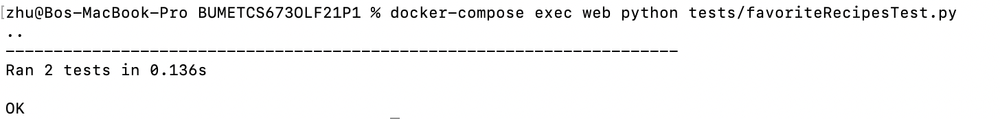 [zhu@Bos-MacBook-Pro BUMETCS673OLF21P1 % docker-compose exec web python tests/favoriteRecipesTest.py
..
----------------------------------------------------------------------
Ran 2 tests in 0.136s
OK